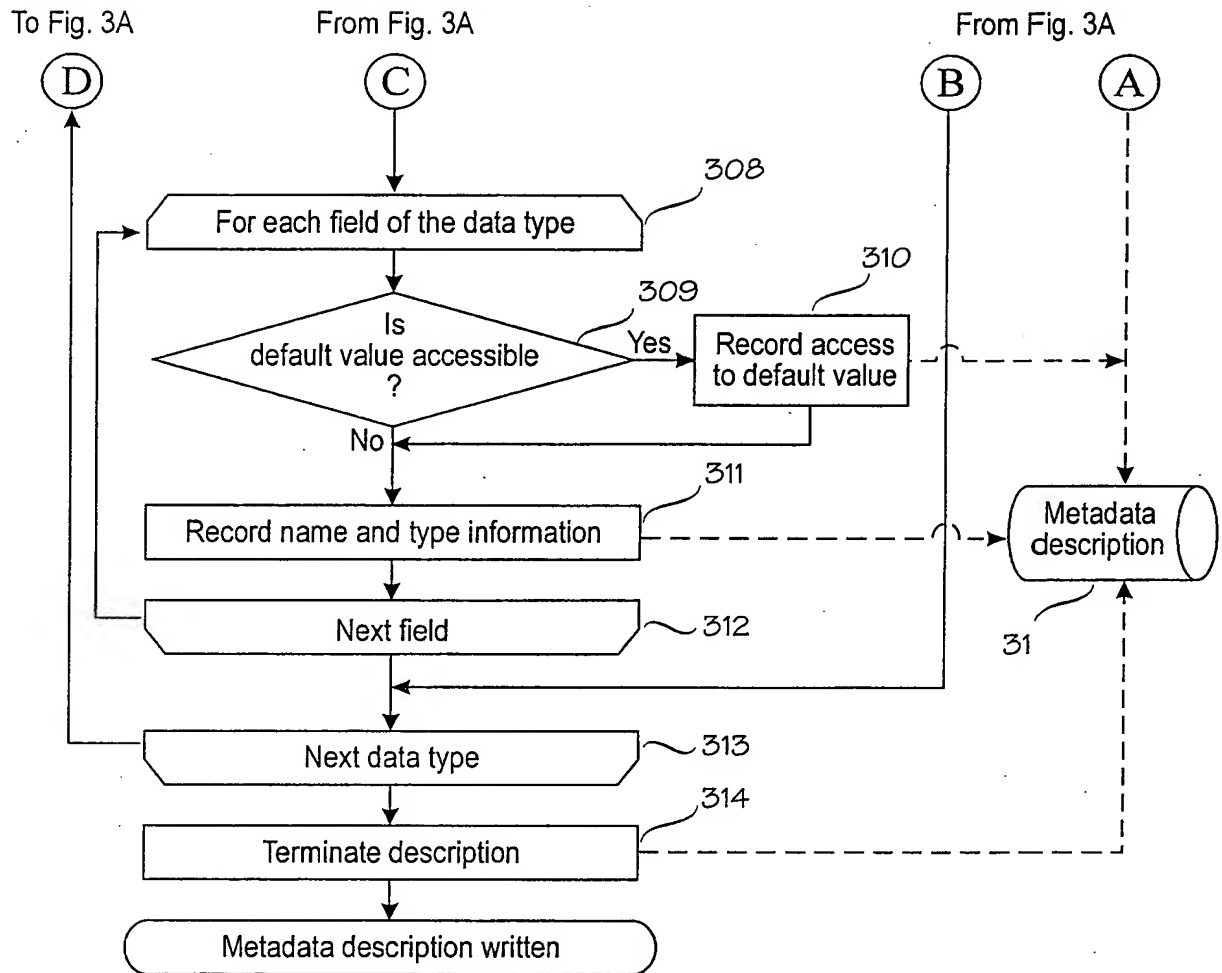 To Fig. 3A
From Fig. 3A
From Fig. 3A
D
C
B
A
308
For each field of the data type
309
310
Is
default value accessible
?
Yes
Record access
to default value
No
311
Record name and type information
Metadata
description
31
Next field
312
Next data type
313
314
Terminate description
Metadata description written